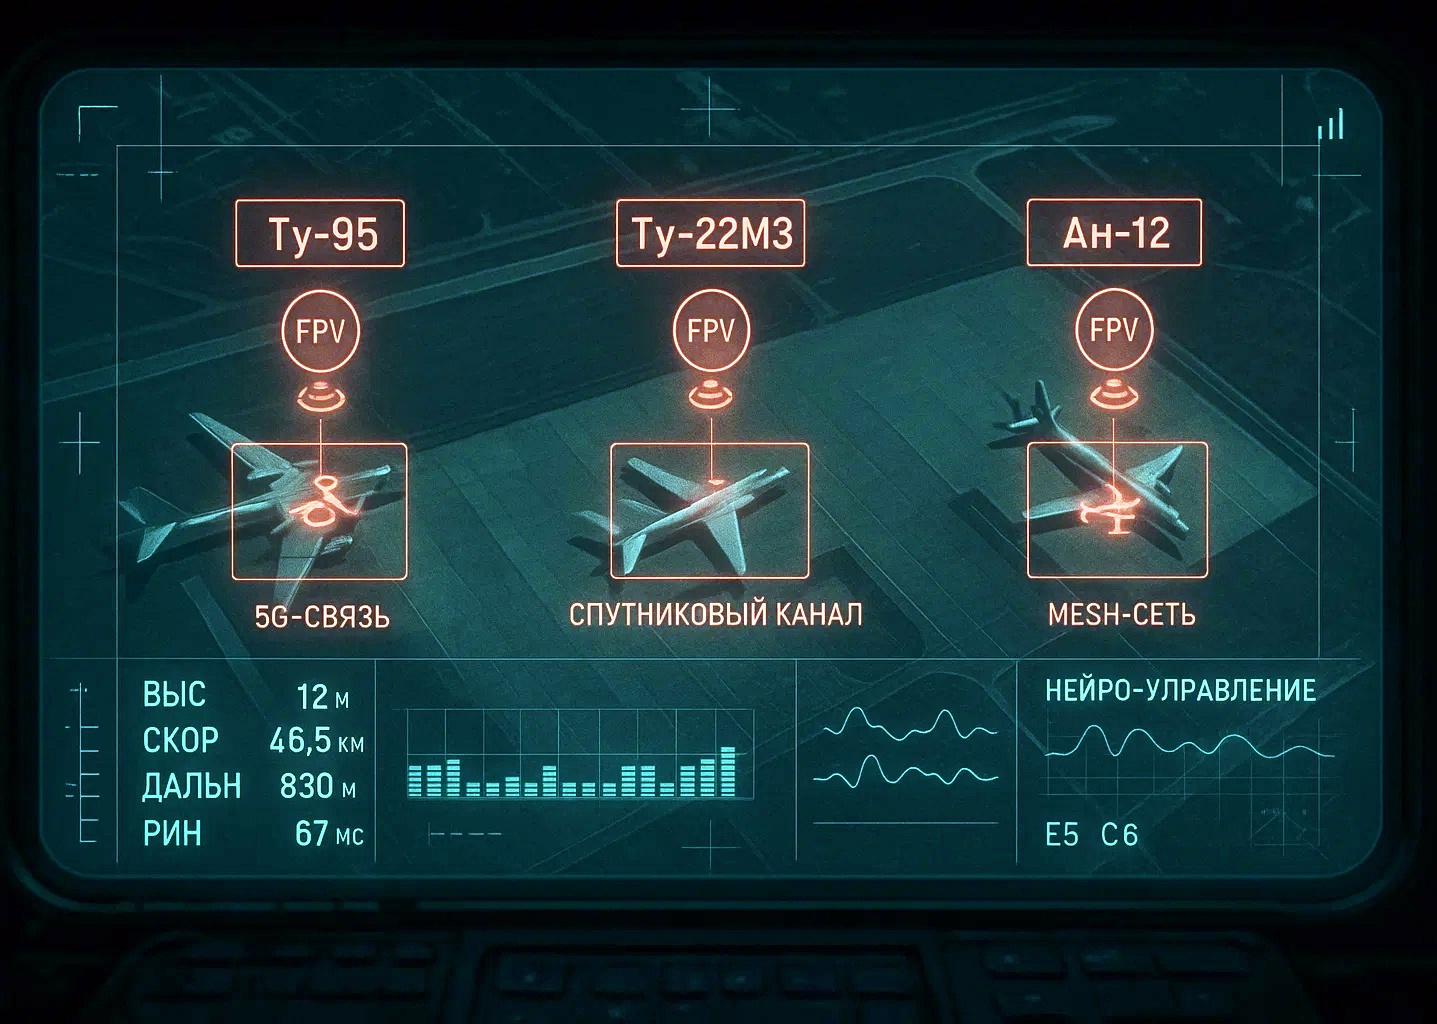 Ту-95
Ту-22М3
Ан-12
FPV
FPV
FPV
5G-СВЯЗЬ
СПУТНИКОВЫЙ КАНАЛ
MESH-СЕТЬ
ВЫС 12 м
СКОР 46,5 км
ДАЛЬН 830 м
РИН 67 мс
НЕЙРО-УЛРАВЛЕНИЕ
E5 C6